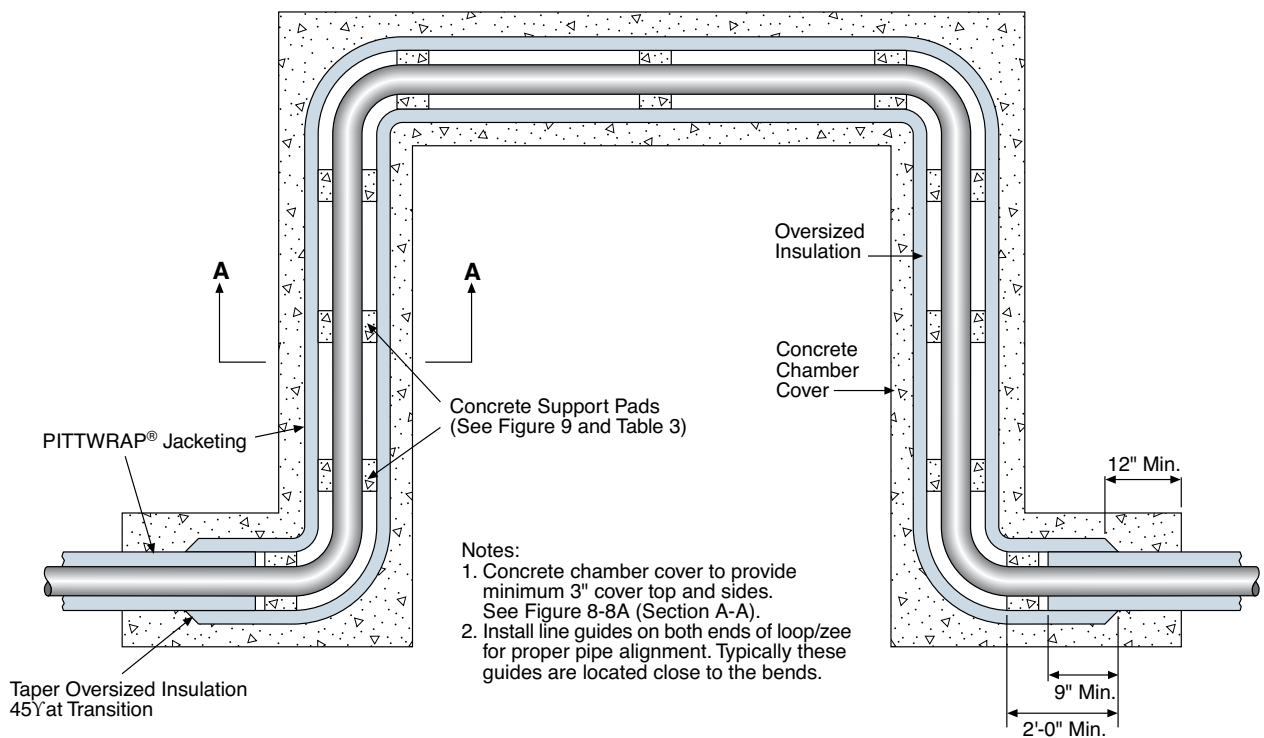 A
A
Oversized
Insulation
Concrete
Chamber
Cover
Concrete Support Pads
(See Figure 9 and Table 3)
PITTWRAP® Jacketing
12" Min.
Notes:
1. Concrete chamber cover to provide
minimum 3" cover top and sides.
See Figure 8-8A (Section A-A).
2. Install line guides on both ends of loop/zee
for proper pipe alignment. Typically these
guides are located close to the bends.
Taper Oversized Insulation
45ϒat Transition
9" Min.
2'-0" Min.